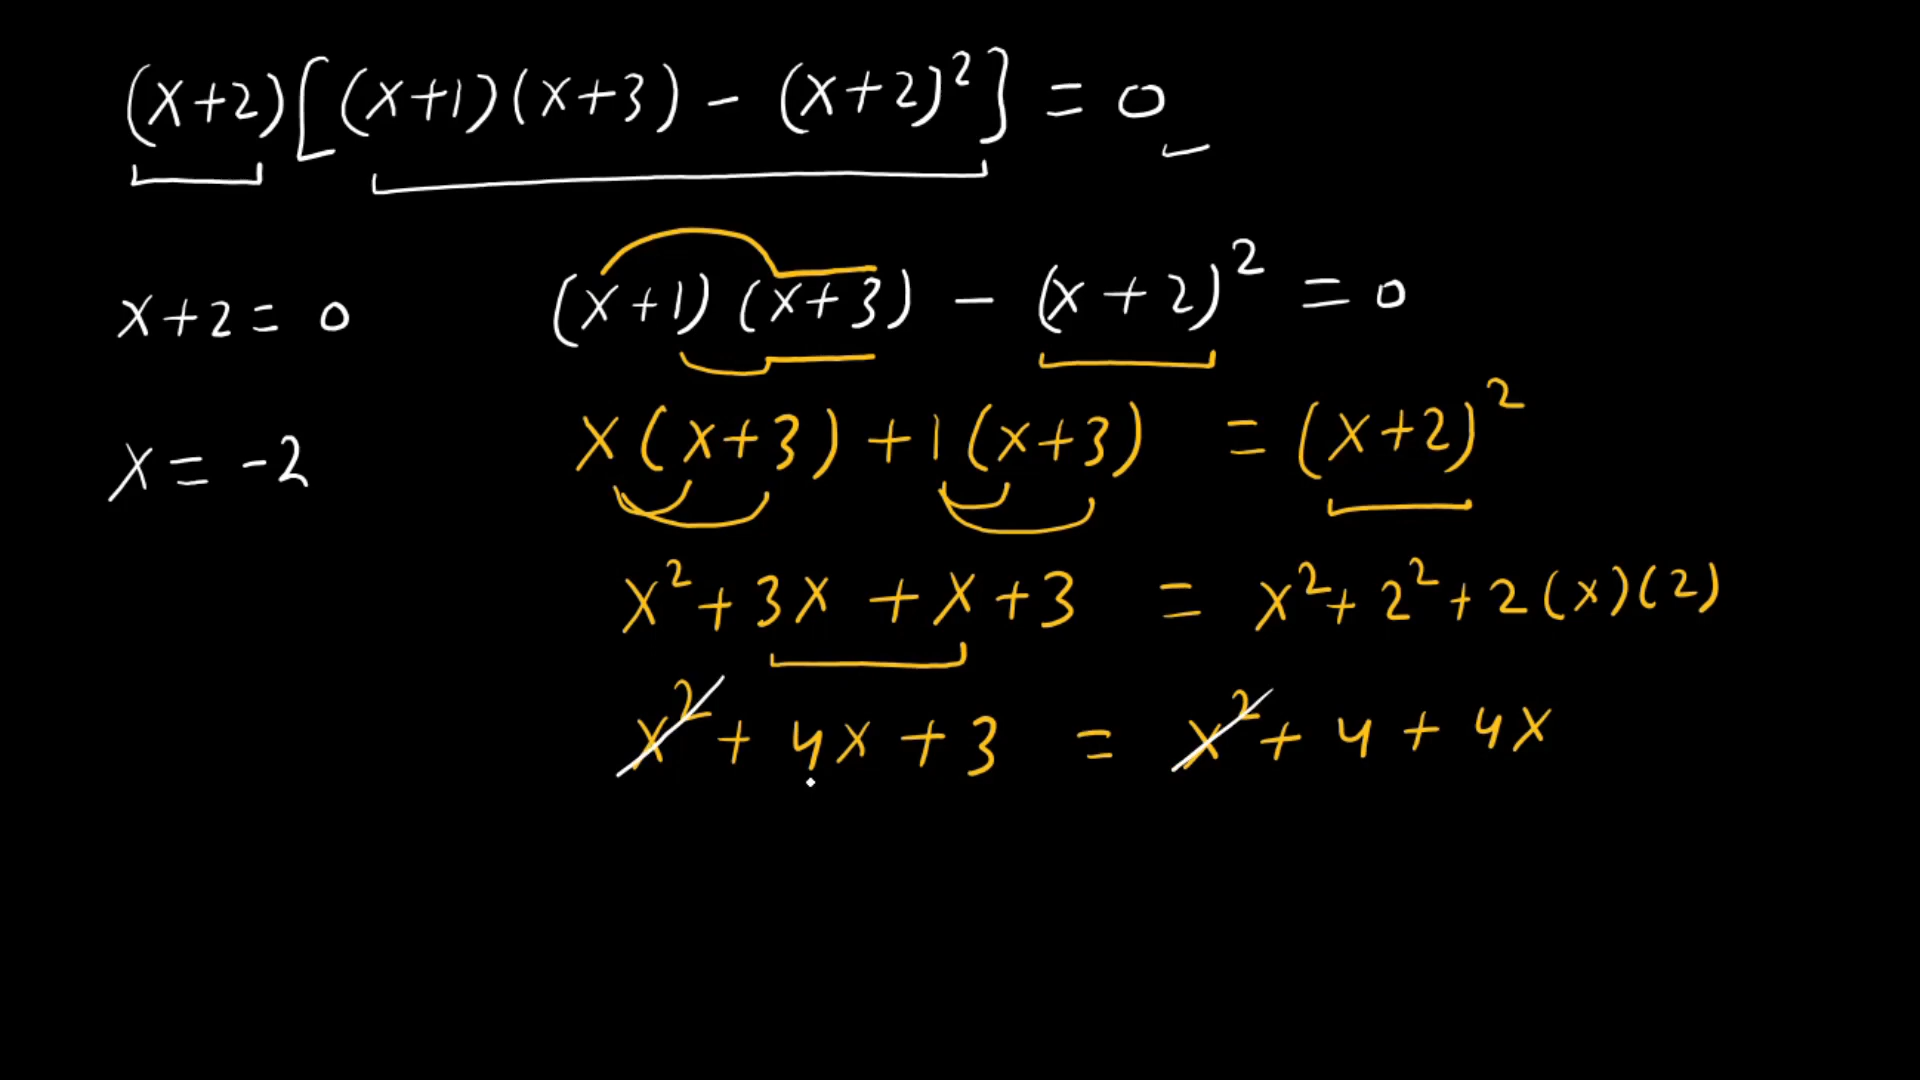 (x+2)[(x+1)(x+3) - (x+2)²] = 0
x+2 = 0
(x+1)(x+3) - (x+2)² = 0
x = -2
x(x+3) + 1(x+3) = (x+2)²
x² + 3x + x + 3 = x² + 2² + 2(x)(2)
x² + 4x + 3 = x² + 4 + 4x